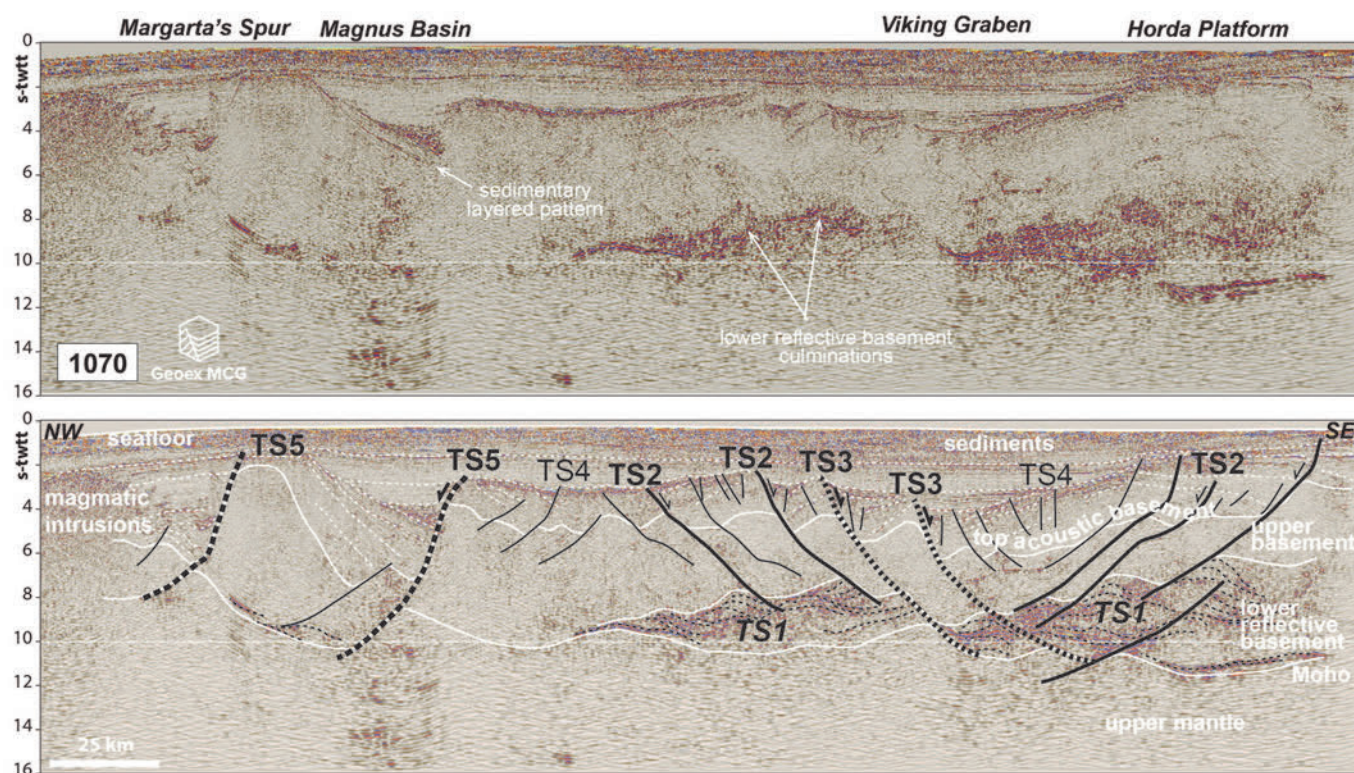 Margarta's Spur
Magnus Basin
Viking Graben
Horda Platform
s-twtt
0
2
4
6
8
10
12
14
16
sedimentary
layered pattern
lower reflective basement
culminations
1070
Geoex MCG
s-twtt
0
2
4
6
8
10
12
14
16
NW
seafloor
sediments
SE
TS5
TS5
TS4
TS2
TS2
TS3
TS3
TS4
TS2
magmatic
intrusions
top acoustic basement
upper
basement
TS1
TS1
lower
reflective
basement
Moho
upper mantle
25 km